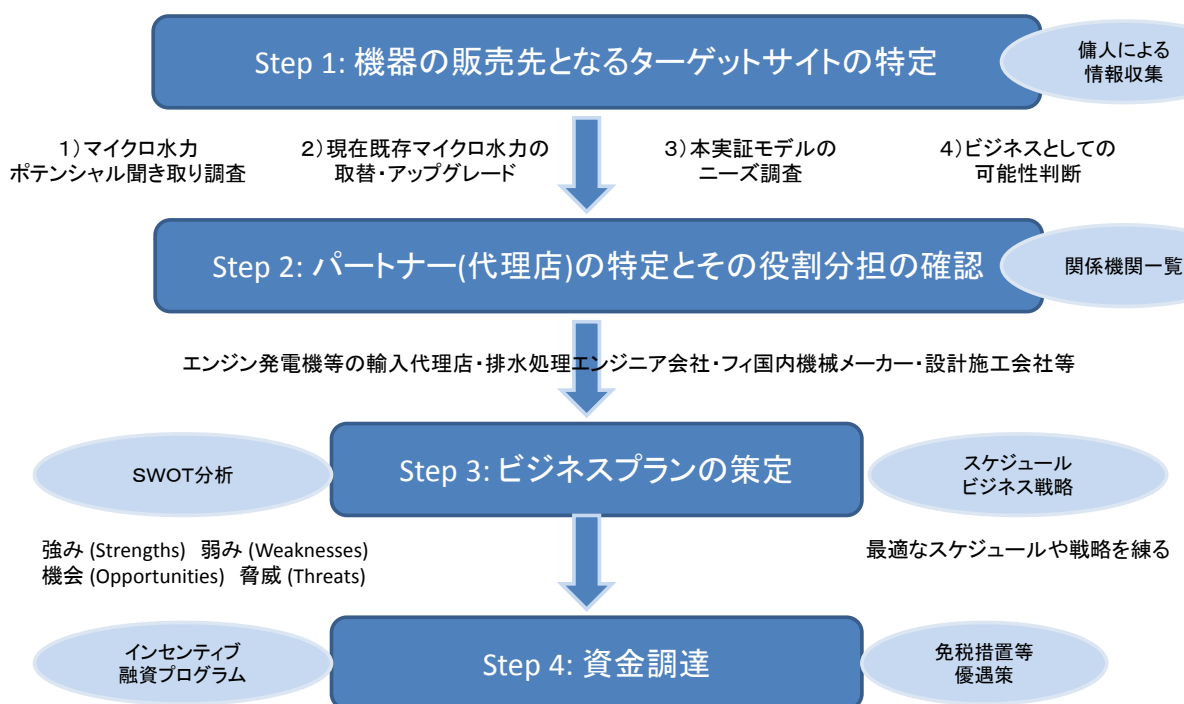 Step 1: 機器の販売先となるターゲットサイトの特定
傭人による
情報収集
1)マイクロ水力
ポテンシャル聞き取り調査
2)現在既存マイクロ水力の
取替・アップグレード
3)本実証モデルの
ニーズ調査
4)ビジネスとしての
可能性判断
Step 2: パートナー(代理店)の特定とその役割分担の確認
関係機関一覧
エンジン発電機等の輸入代理店・排水処理エンジニア会社・フィ国内機械メーカー・設計施工会社等
SWOT分析
Step 3: ビジネスプランの策定
スケジュール
ビジネス戦略
強み (Strengths) 弱み (Weaknesses)
機会 (Opportunities) 脅威 (Threats)
最適なスケジュールや戦略を練る
インセンティブ
融資プログラム
Step 4: 資金調達
免税措置等
優遇策